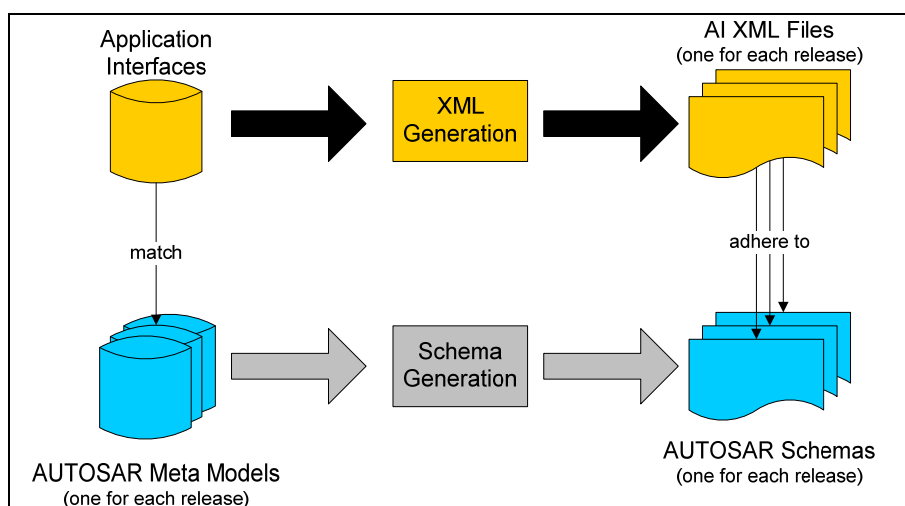 Application
Interfaces
XML
Generation
AI XML Files
(one for each release)
match
adhere to
Schema
Generation
AUTOSAR Meta Models
(one for each release)
AUTOSAR Schemas
(one for each release)